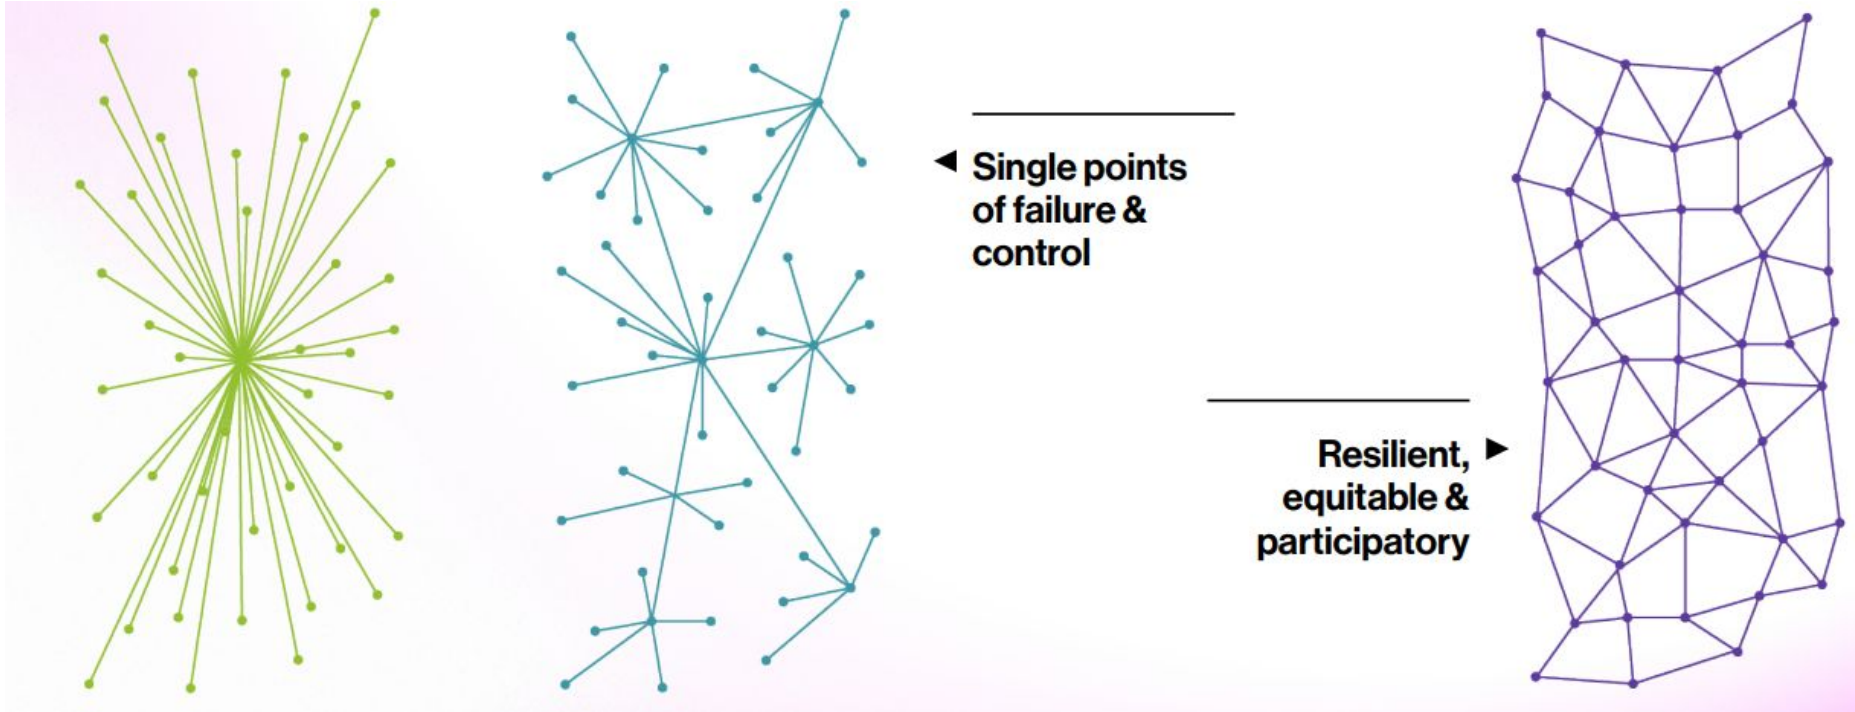 Single points
of failure &
control
Resilient,
equitable &
participatory